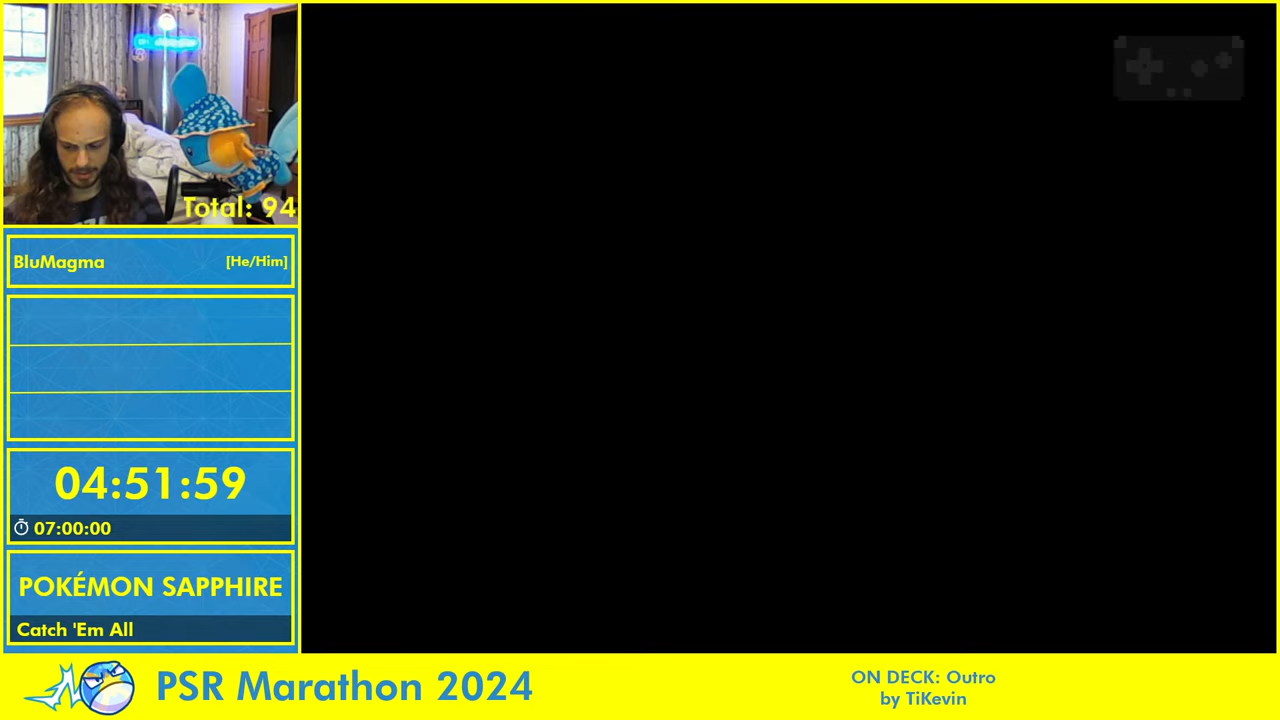 Total: 94
BluMagma [He/Him]
04:51:59
07:00:00
POKÉMON SAPPHIRE
Catch 'Em All
PSR Marathon 2024
ON DECK: Outro
by TiKevin